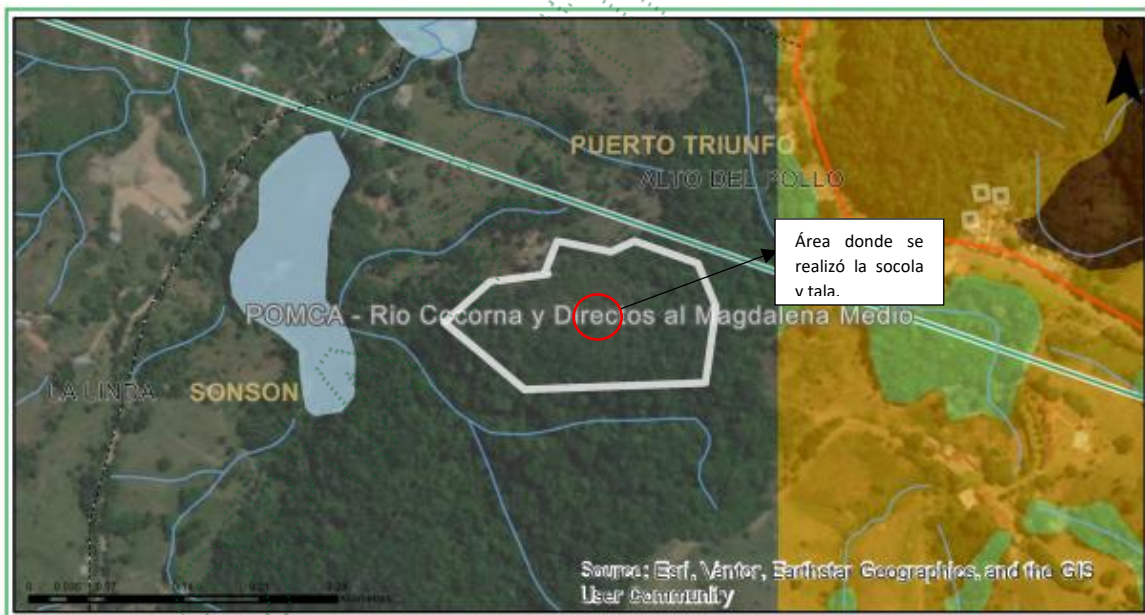 PUERTO TRIUNFO
ALTO DEL POLLO
Área donde se
realizó la socola
y tala.
POMCA - Río Cocorna y Directos al Magdalena Medio
LA LINDA
SONSON
Source: Esri, Vantor, Earthstar Geographics, and the GIS
User Community